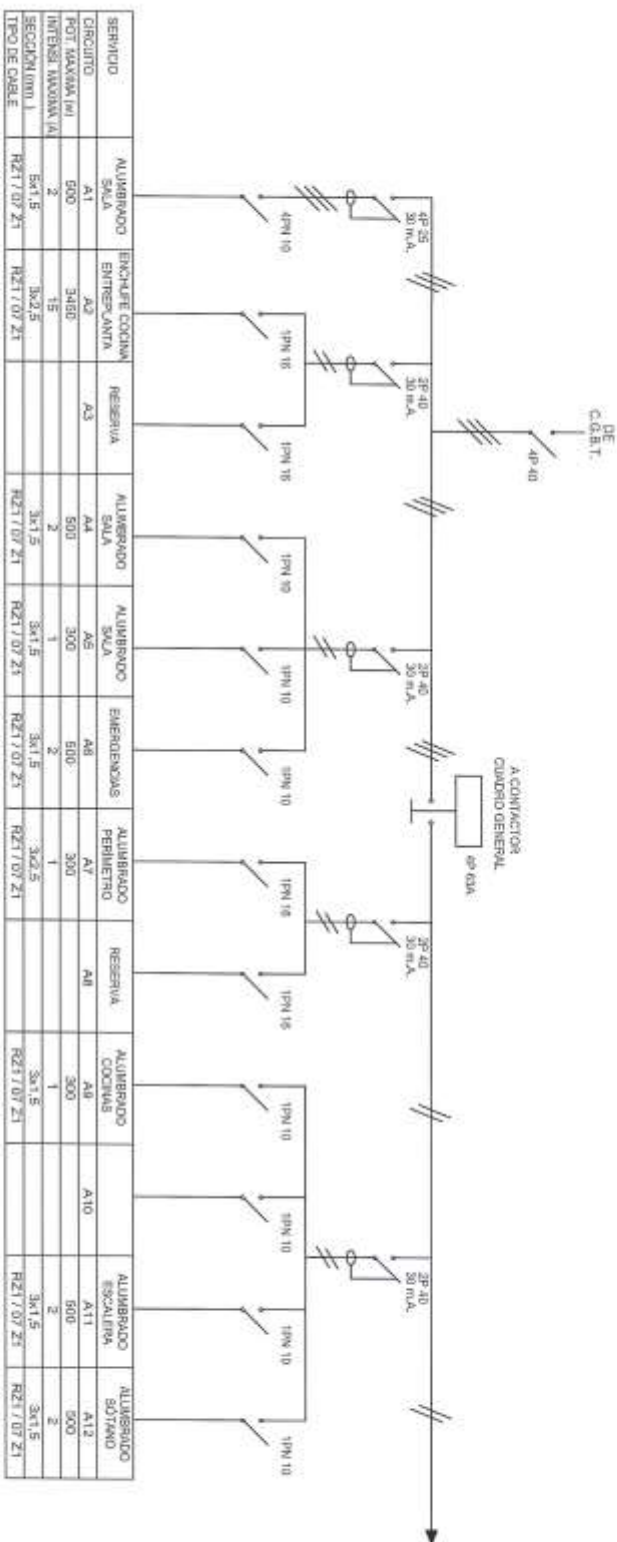 DE
C.G.B.T.
4P 40
A CONTACTOR
CUADRO GENERAL
4P 63A
4P 25
30 m.A.
2P 40
30 m.A.
2P 40
30 m.A.
2P 40
30 m.A.
2P 40
30 m.A.
4PN 10
1PN 16
1PN 16
1PN 10
1PN 10
1PN 10
1PN 16
1PN 16
1PN 10
1PN 10
1PN 10
1PN 10
SERVICIO
ALUMBRADO SALA
ENCHUFE COCINA ENTREPLANTA
RESERVA
ALUMBRADO SALA
ALUMBRADO SALA
EMERGENCIAS
ALUMBRADO PERÍMETRO
RESERVA
ALUMBRADO COCINAS
ALUMBRADO ESCALERA
ALUMBRADO SÓTANO
CIRCUITO A1 A2 A3 A4 A5 A6 A7 A8 A9 A10 A11 A12
POT. MAXIMA (w) 500 3450 500 300 500 300 300 500 500
INTENSI. MAXIMA (A) 2 15 2 1 2 1 1 2 2
SECCIÓN (mm ) 5x1,5 3x2,5 3x1,5 3x1,5 3x1,5 3x2,5 3x1,5 3x1,5 3x1,5
TIPO DE CABLE RZ1 / 07 Z1 RZ1 / 07 Z1 RZ1 / 07 Z1 RZ1 / 07 Z1 RZ1 / 07 Z1 RZ1 / 07 Z1 RZ1 / 07 Z1 RZ1 / 07 Z1 RZ1 / 07 Z1